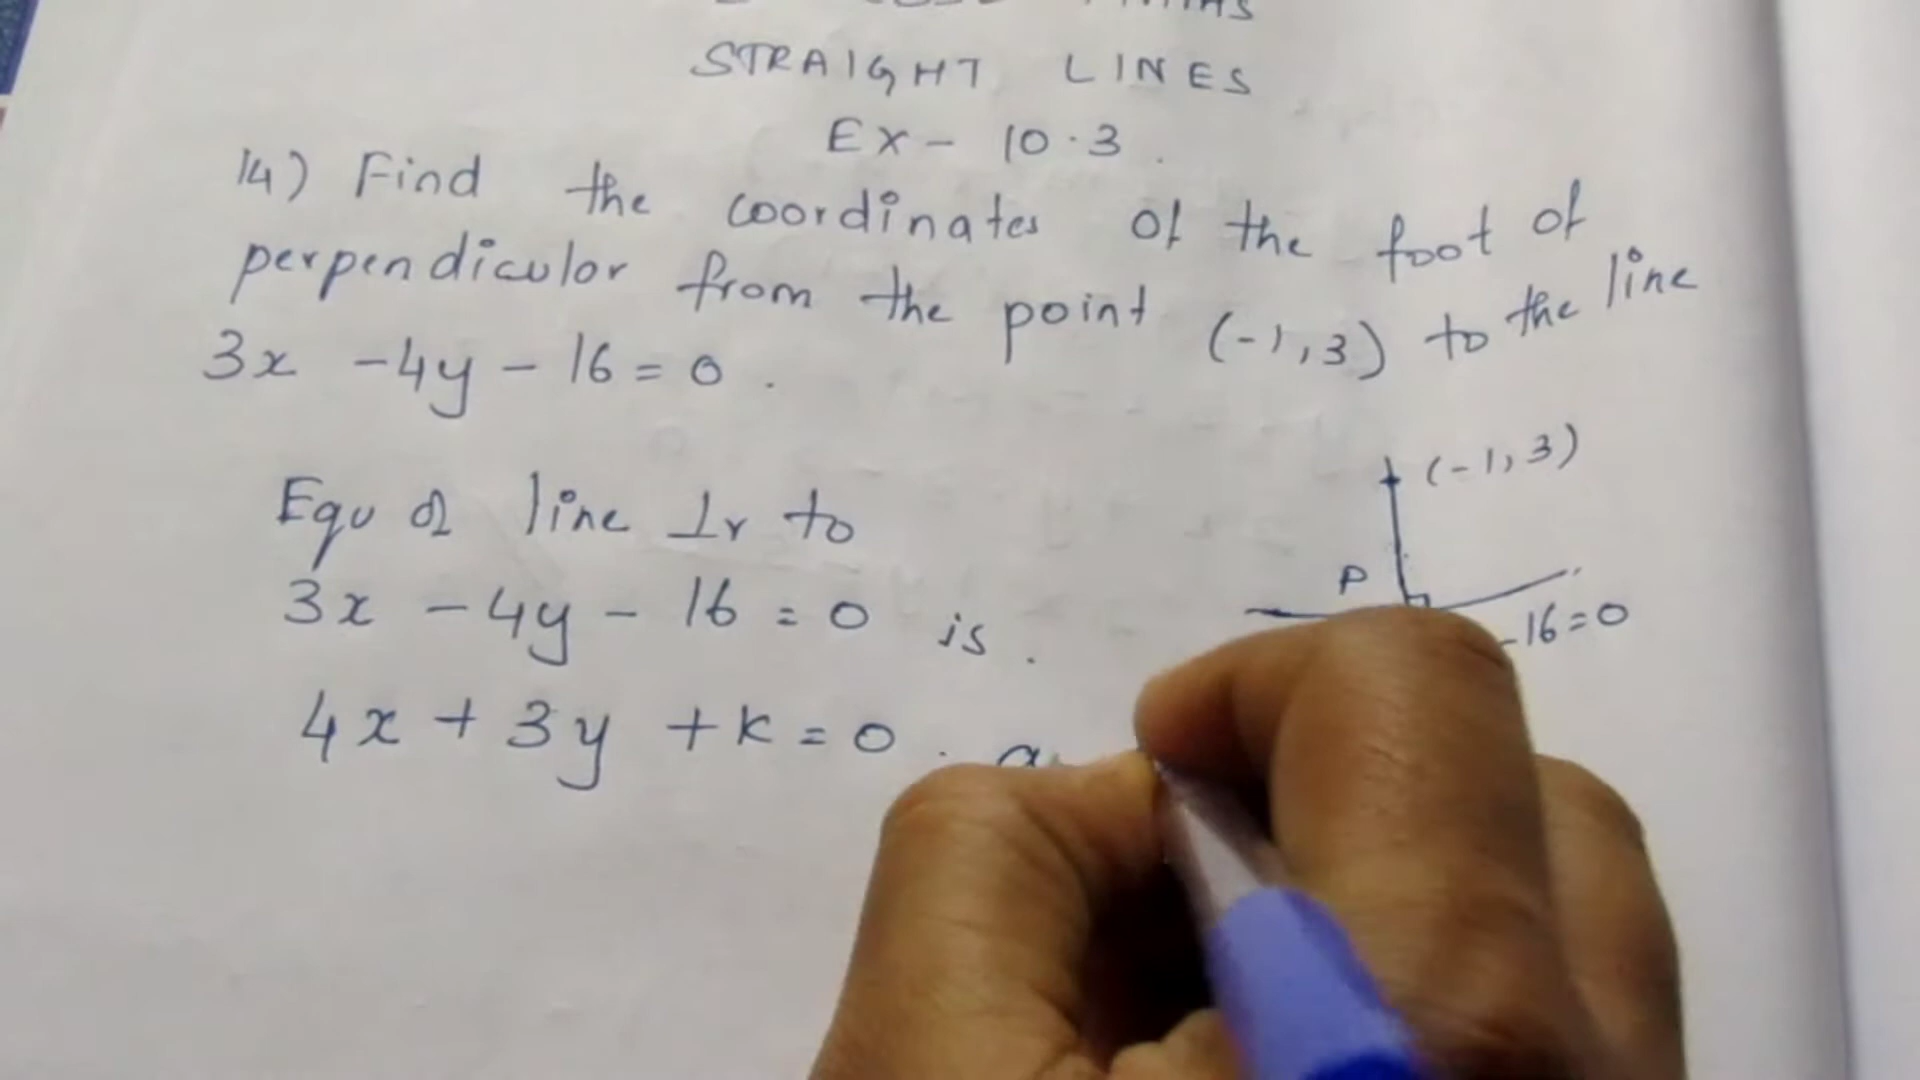 STRAIGHT LINES
EX - 10.3.
14) Find the coordinates of the foot of
perpendicular from the point (-1,3) to the line
3x - 4y - 16 = 0.
(-1, 3)
Equ of line ⊥r to
P
3x - 4y - 16 = 0 is.
-16=0
4x + 3y + k = 0.